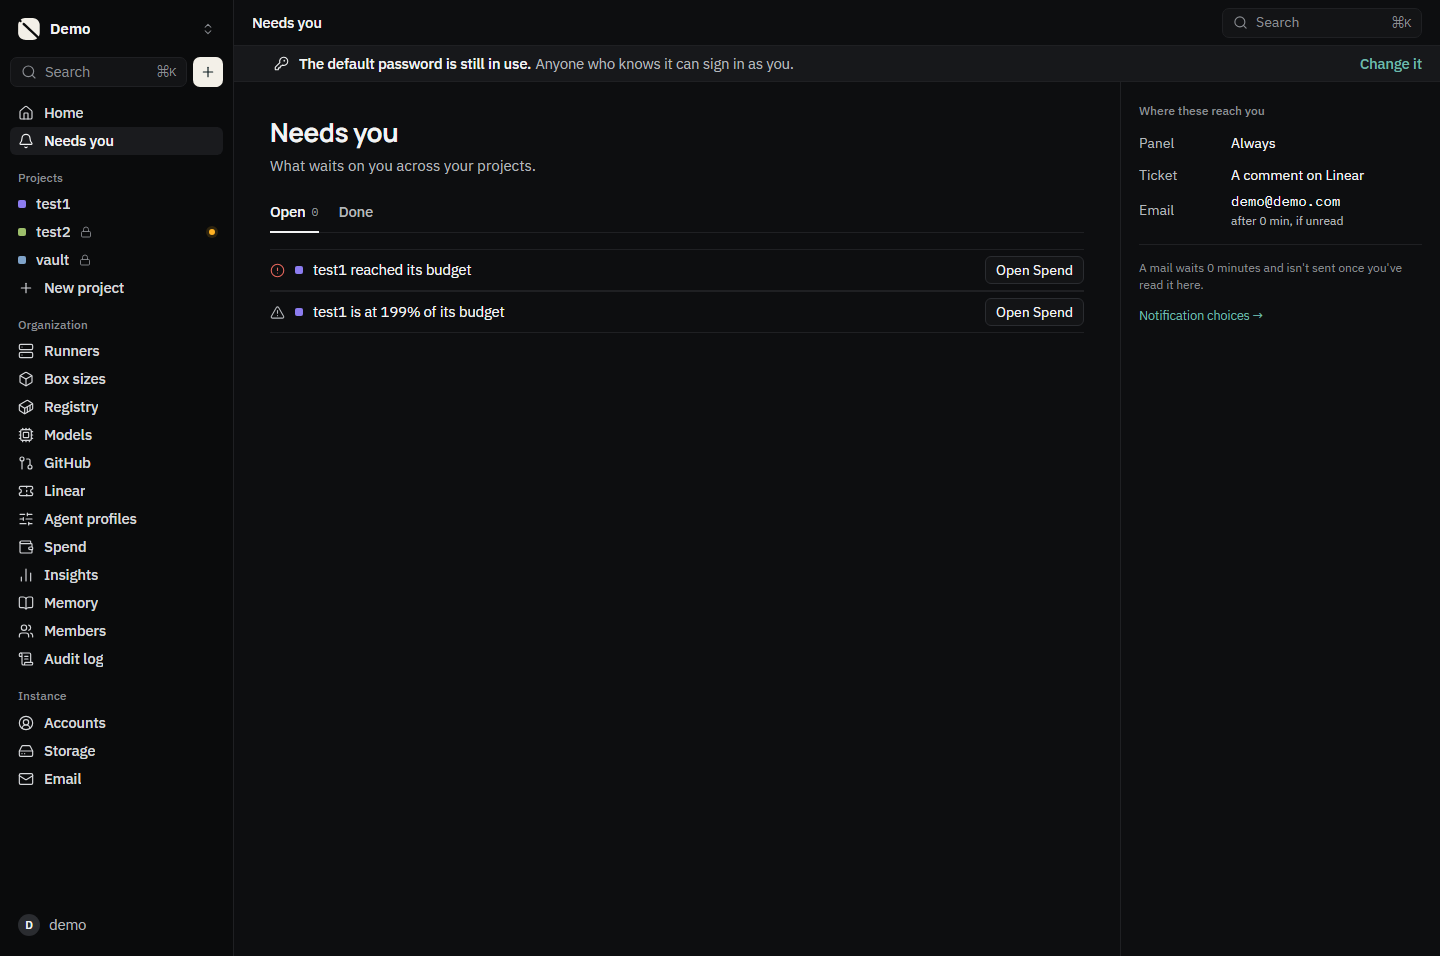 Demo
Search ⌘K
Home
Needs you
Projects
test1
test2
vault
New project
Organization
Runners
Box sizes
Registry
Models
GitHub
Linear
Agent profiles
Spend
Insights
Memory
Members
Audit log
Instance
Accounts
Storage
Email
D demo
Needs you
Search ⌘K
The default password is still in use. Anyone who knows it can sign in as you.
Change it
Needs you
What waits on you across your projects.
Open 0 Done
test1 reached its budget
Open Spend
test1 is at 199% of its budget
Open Spend
Where these reach you
Panel Always
Ticket A comment on Linear
Email demo@demo.com
after 0 min, if unread
A mail waits 0 minutes and isn't sent once you've
read it here.
Notification choices →